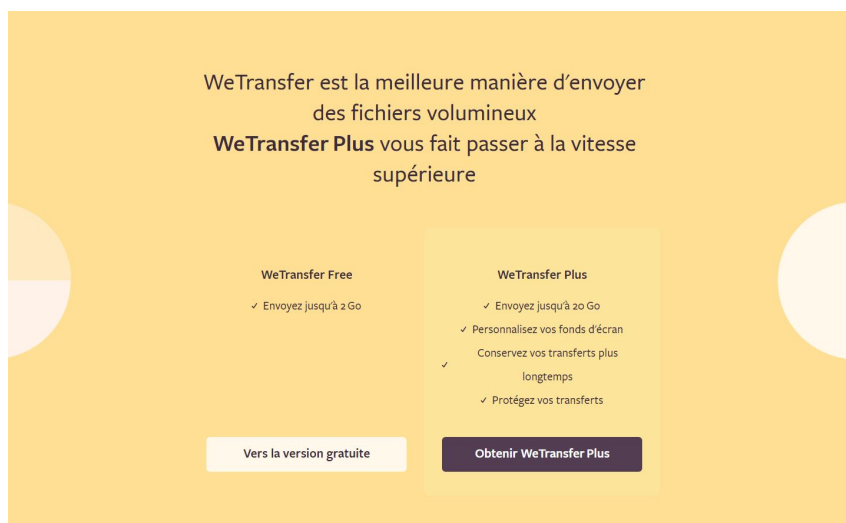 WeTransfer est la meilleure manière d'envoyer
des fichiers volumineux
WeTransfer Plus vous fait passer à la vitesse
supérieure
WeTransfer Free
✓ Envoyez jusqu'à 2 Go
Vers la version gratuite
WeTransfer Plus
✓ Envoyez jusqu'à 20 Go
✓ Personnalisez vos fonds d'écran
✓ Conservez vos transferts plus
longtemps
✓ Protégez vos transferts
Obtenir WeTransfer Plus